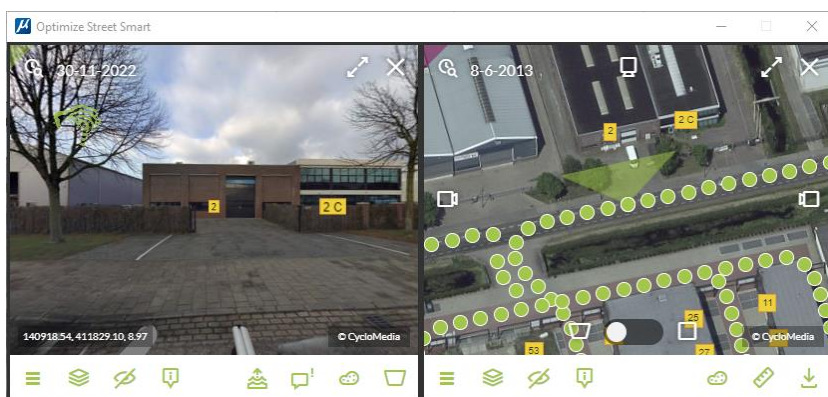 Optimize Street Smart
30-11-2022
2
2 C
140918.54, 411829.10, 8.97
© CycloMedia
8-6-2013
2 C
2
11
25
53
27
© CycloMedia